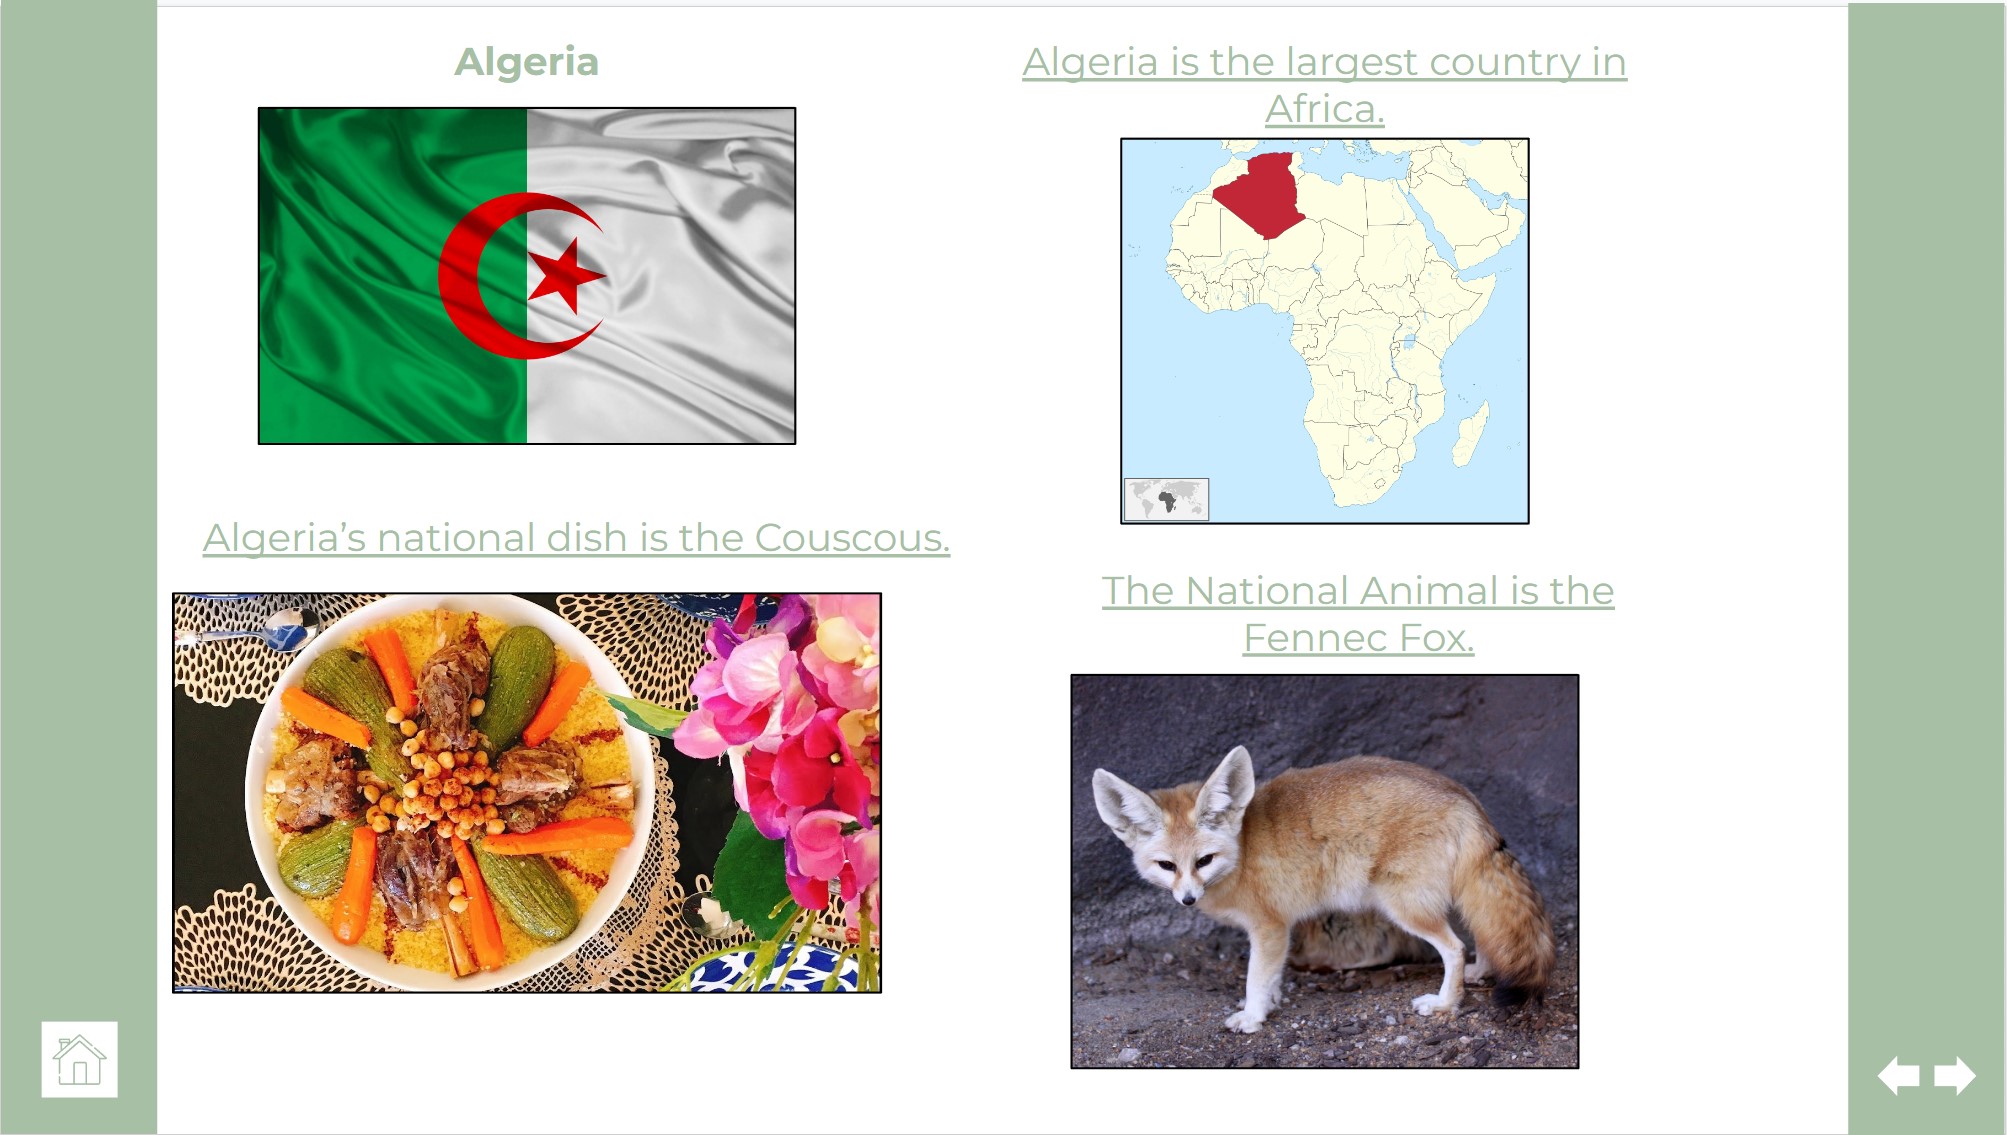 Algeria
Algeria is the largest country in
Africa.
Algeria’s national dish is the Couscous.
The National Animal is the
Fennec Fox.